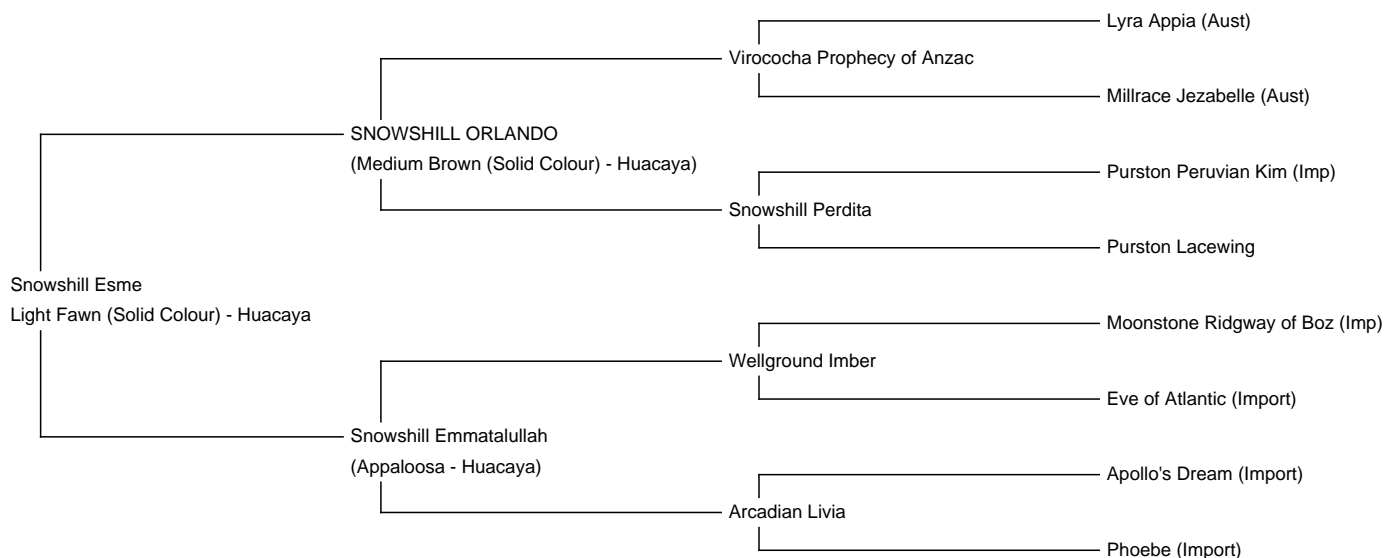 Lyra Appia (Aust)
Virococha Prophecy of Anzac
Millrace Jezabelle (Aust)
SNOWSHILL ORLANDO
(Medium Brown (Solid Colour) - Huacaya)
Purston Peruvian Kim (Imp)
Snowshill Perdita
Purston Lacewing
Snowshill Esme
Light Fawn (Solid Colour) - Huacaya
Moonstone Ridgway of Boz (Imp)
Wellground Imber
Eve of Atlantic (Import)
Snowshill Emmatalullah
(Appaloosa - Huacaya)
Apollo's Dream (Import)
Arcadian Livia
Phoebe (Import)